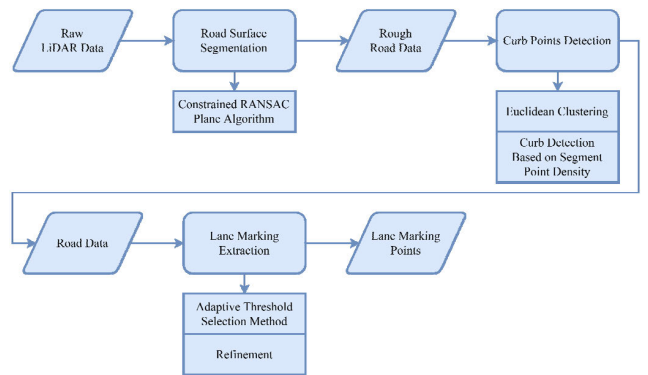 Raw
LiDAR Data
Road Surface
Segmentation
Rough
Road Data
Curb Points Detection
Constrained RANSAC
Plane Algorithm
Euclidean Clustering
Curb Detection
Based on Segment
Point Density
Road Data
Lane Marking
Extraction
Lane Marking
Points
Adaptive Threshold
Selection Method
Refinement